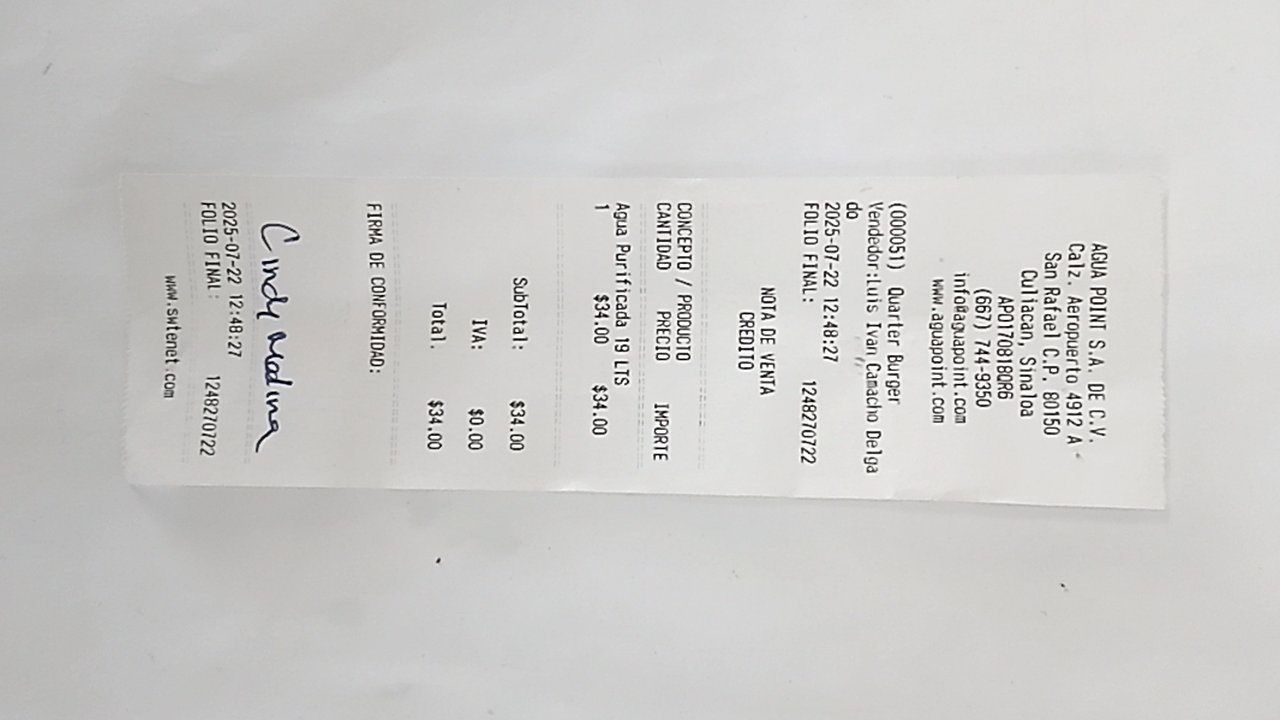 AGUA POINT S.A. DE C.V.
Calz. Aeropuerto 4912 A
San Rafael C.P. 80150
Culiacan, Sinaloa
APO170818QR6
(667) 744-9350
info@aguapoint.com
www.aguapoint.com
(000051) Quarter Burger
Vendedor:Luis Ivan Camacho Delga
do
2025-07-22 12:48:27
FOLIO FINAL: 1248270722
NOTA DE VENTA
CREDITO
CONCEPTO / PRODUCTO
CANTIDAD PRECIO IMPORTE
Agua Purificada 19 LTS
1 $34.00 $34.00
SubTotal: $34.00
IVA: $0.00
Total: $34.00
FIRMA DE CONFORMIDAD:
Cindy Medina
2025-07-22 12:48:27
FOLIO FINAL: 1248270722
www.swtenet.com